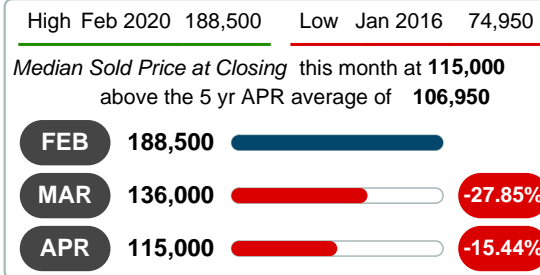 High Feb 2020 188,500 Low Jan 2016 74,950
Median Sold Price at Closing this month at 115,000
above the 5 yr APR average of 106,950
FEB 188,500
MAR 136,000 -27.85%
APR 115,000 -15.44%